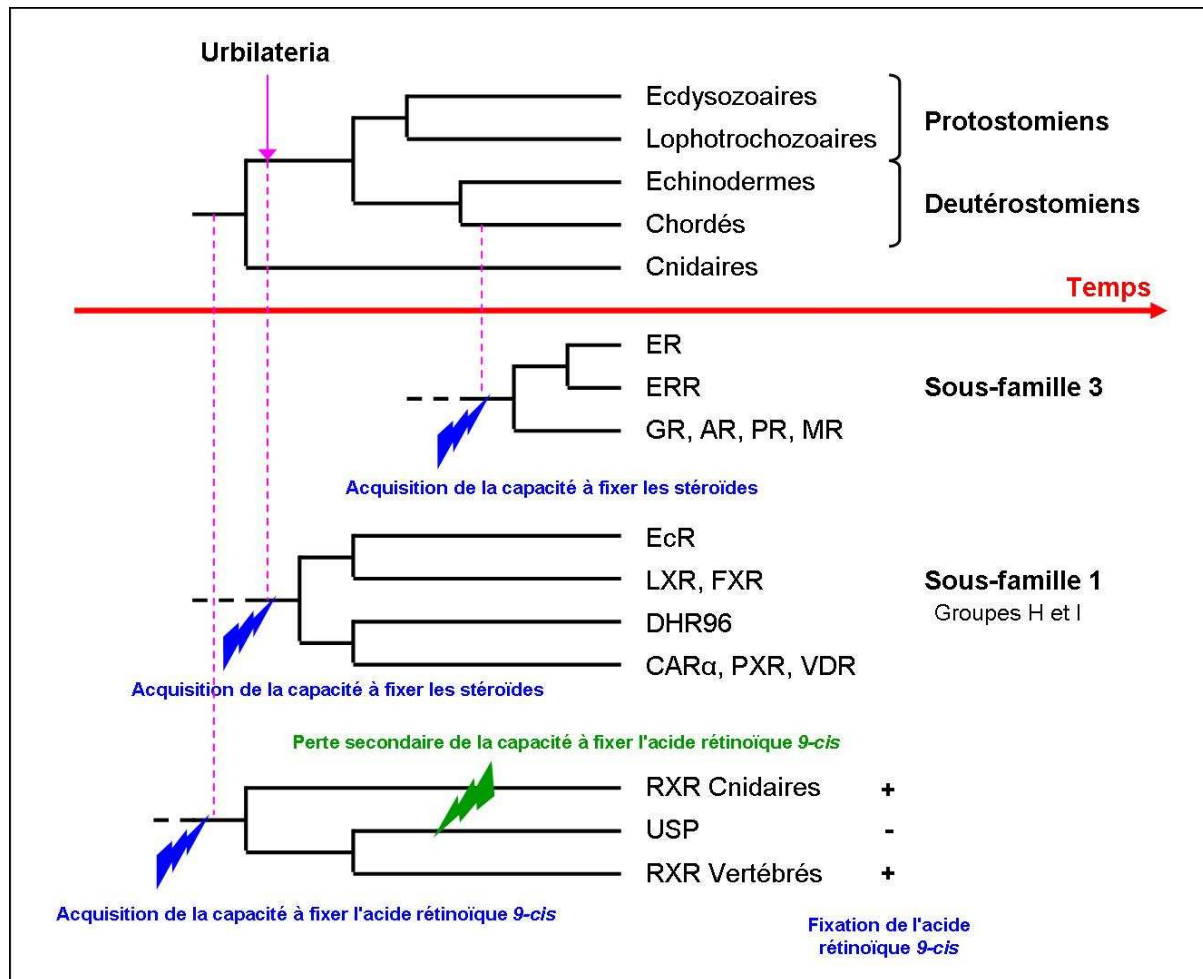 Urbilateria
Ecdysozoaires
Lophotrochozoaires
Protostomiens
Echinodermes
Chordés
Deutérostomiens
Cnidaires
Temps
ER
ERR
Sous-famille 3
GR, AR, PR, MR
Acquisition de la capacité à fixer les stéroïdes
EcR
LXR, FXR
Sous-famille 1
Groupes H et I
DHR96
CARα, PXR, VDR
Acquisition de la capacité à fixer les stéroïdes
Perte secondaire de la capacité à fixer l'acide rétinoïque 9-cis
RXR Cnidaires +
USP -
RXR Vertébrés +
Acquisition de la capacité à fixer l'acide rétinoïque 9-cis
Fixation de l'acide
rétinoïque 9-cis